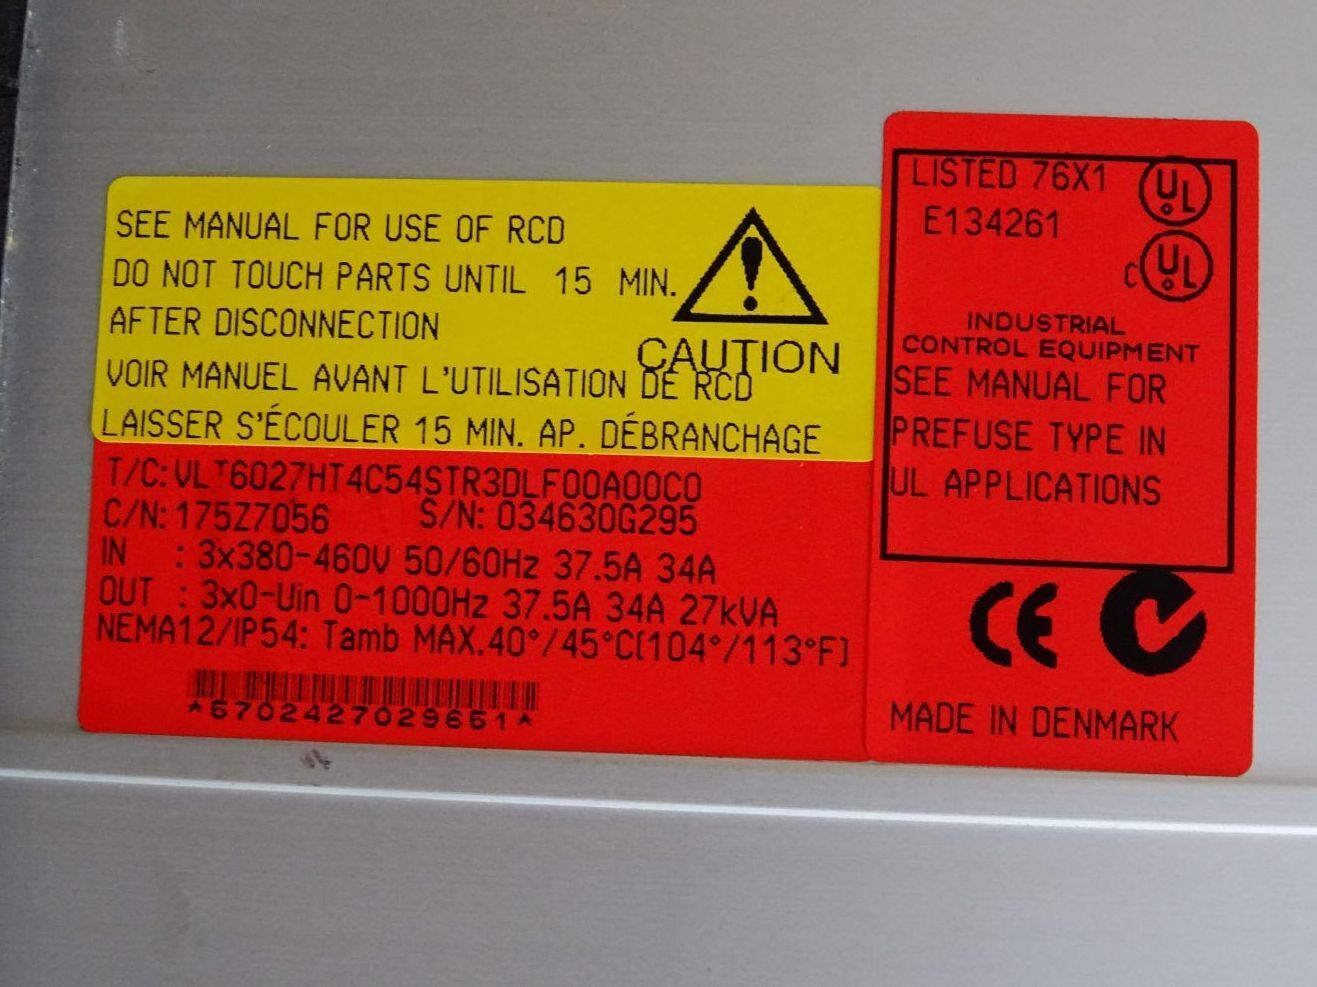 SEE MANUAL FOR USE OF RCD
DO NOT TOUCH PARTS UNTIL 15 MIN.
AFTER DISCONNECTION
CAUTION
VOIR MANUEL AVANT L'UTILISATION DE RCD
LAISSER S'ÉCOULER 15 MIN. AP. DÉBRANCHAGE
T/C: VLT6027HT4C54STR3DLF00A00C0
C/N: 175Z7056 S/N: 034630G295
IN : 3x380-460V 50/60Hz 37.5A 34A
OUT : 3x0-Uin 0-1000Hz 37.5A 34A 27kVA
NEMA12/IP54: Tamb MAX.40°/45°C(104°/113°F)
*5702427029651*
LISTED 76X1
E134261
UL
c UL
INDUSTRIAL
CONTROL EQUIPMENT
SEE MANUAL FOR
PREFUSE TYPE IN
UL APPLICATIONS
CE
MADE IN DENMARK